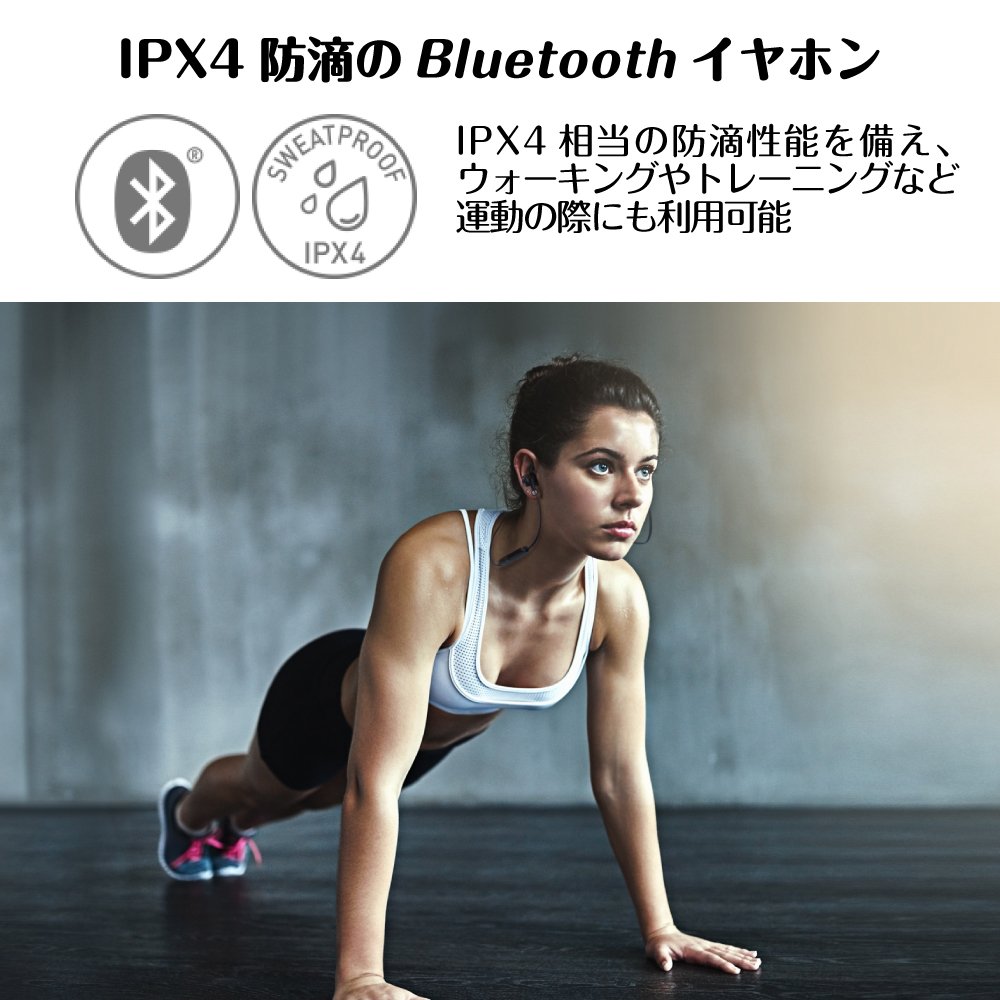 IPX4 防滴の Bluetooth イヤホン
®
SWEATPROOF
IPX4
IPX4 相当の防滴性能を備え、
ウォーキングやトレーニングなど
運動の際にも利用可能